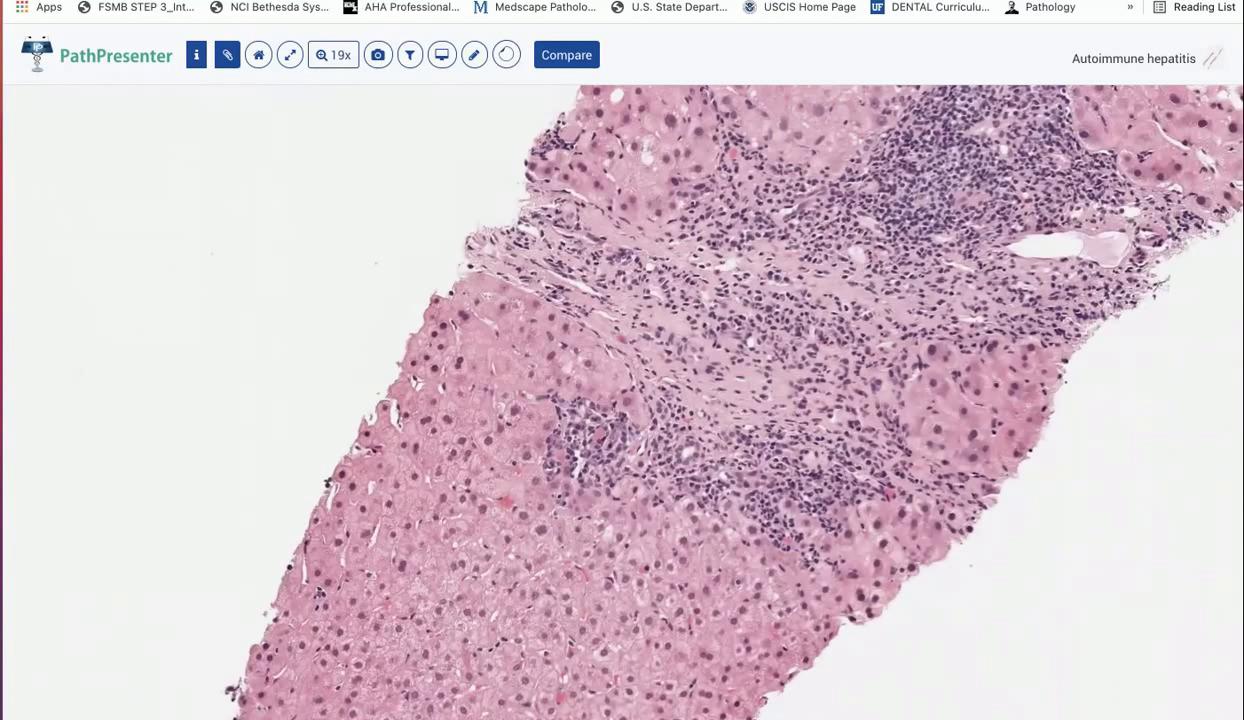 Apps FSMB STEP 3_Int... NCI Bethesda Sys... AHA Professional... Medscape Patholo... U.S. State Depart... USCIS Home Page UF DENTAL Curriculu... Pathology » Reading List
PathPresenter i 19x Compare Autoimmune hepatitis